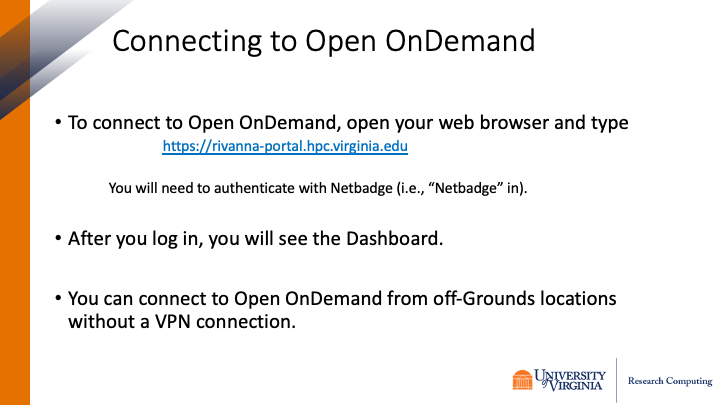 Connecting to Open OnDemand
• To connect to Open OnDemand, open your web browser and type
https://rivanna-portal.hpc.virginia.edu
You will need to authenticate with Netbadge (i.e., “Netbadge” in).
• After you log in, you will see the Dashboard.
• You can connect to Open OnDemand from off-Grounds locations
without a VPN connection.
UNIVERSITY
of VIRGINIA
Research Computing